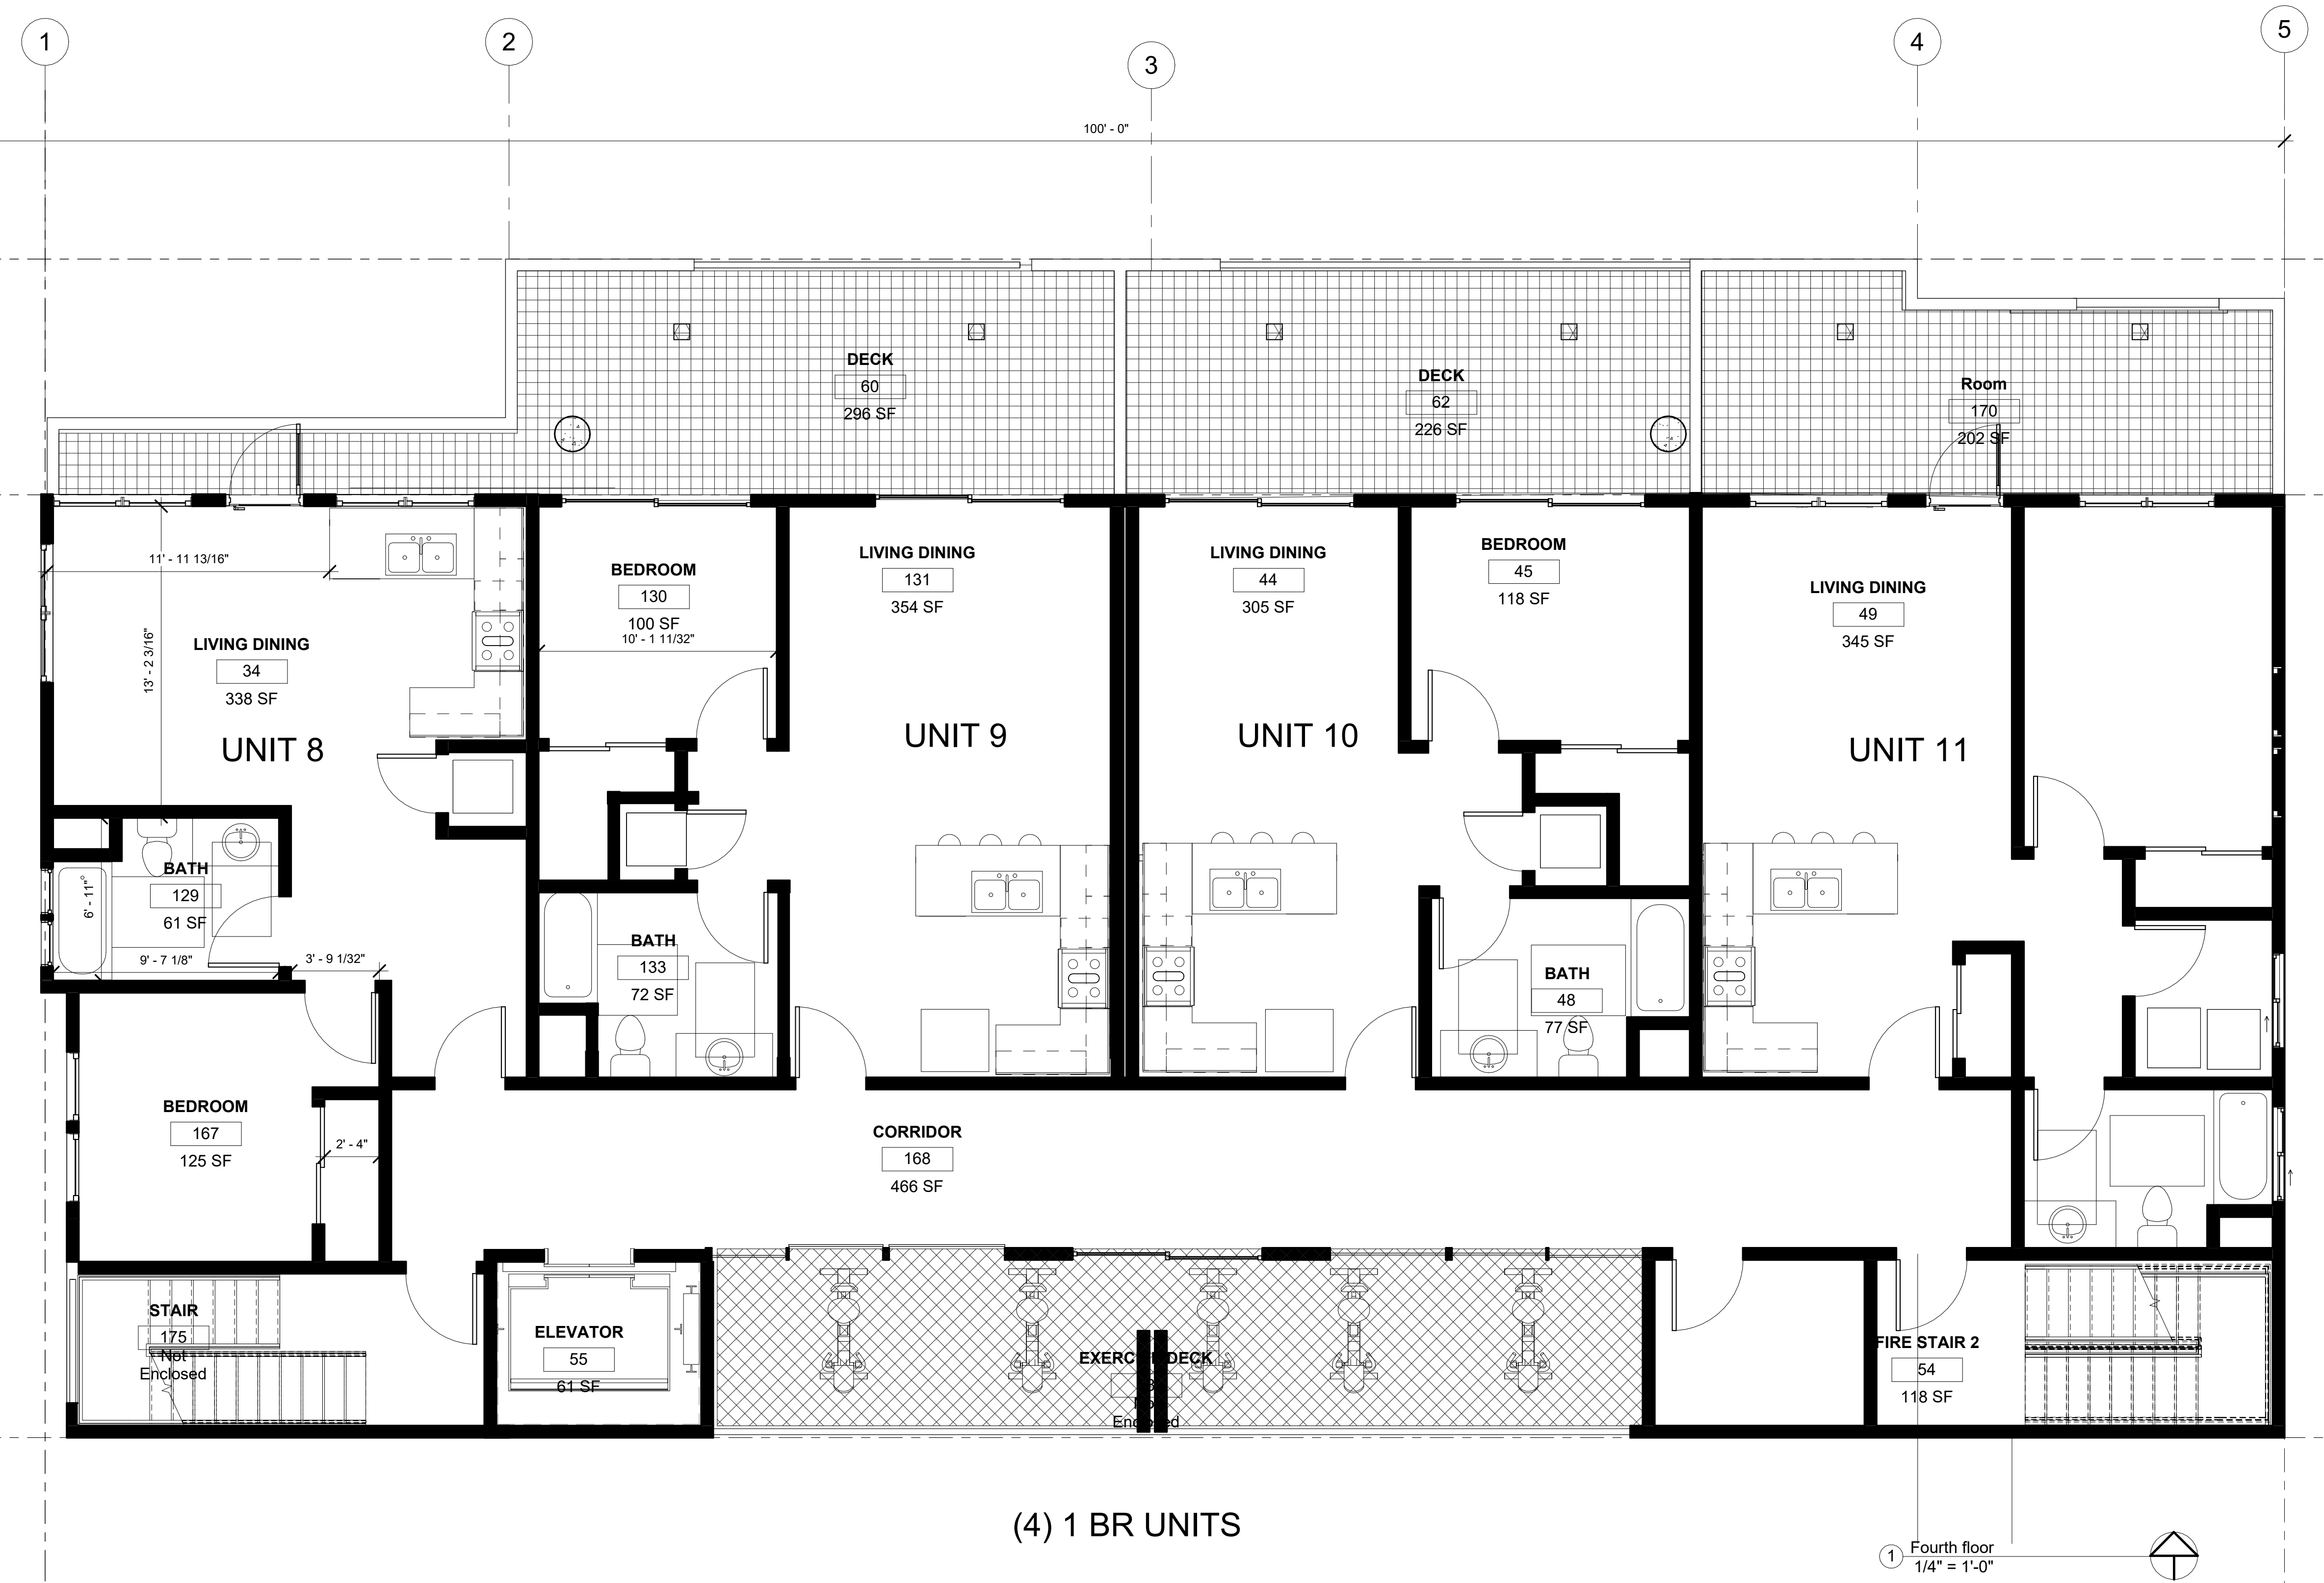 1
2
3
4
5
100' - 0"
DECK
60
296 SF
DECK
62
226 SF
Room
170
202 SF
11' - 11 13/16"
13' - 2 3/16"
LIVING DINING
34
338 SF
UNIT 8
BEDROOM
130
100 SF
10' - 1 11/32"
LIVING DINING
131
354 SF
UNIT 9
LIVING DINING
44
305 SF
UNIT 10
BEDROOM
45
118 SF
LIVING DINING
49
345 SF
UNIT 11
BATH
129
61 SF
6' - 11"
9' - 7 1/8"
3' - 9 1/32"
BATH
133
72 SF
BATH
48
77 SF
BEDROOM
167
125 SF
2' - 4"
CORRIDOR
168
466 SF
STAIR
175
Not
Enclosed
ELEVATOR
55
61 SF
DECK
FIRE STAIR 2
54
118 SF
(4) 1 BR UNITS
1
Fourth floor
1/4" = 1'-0"